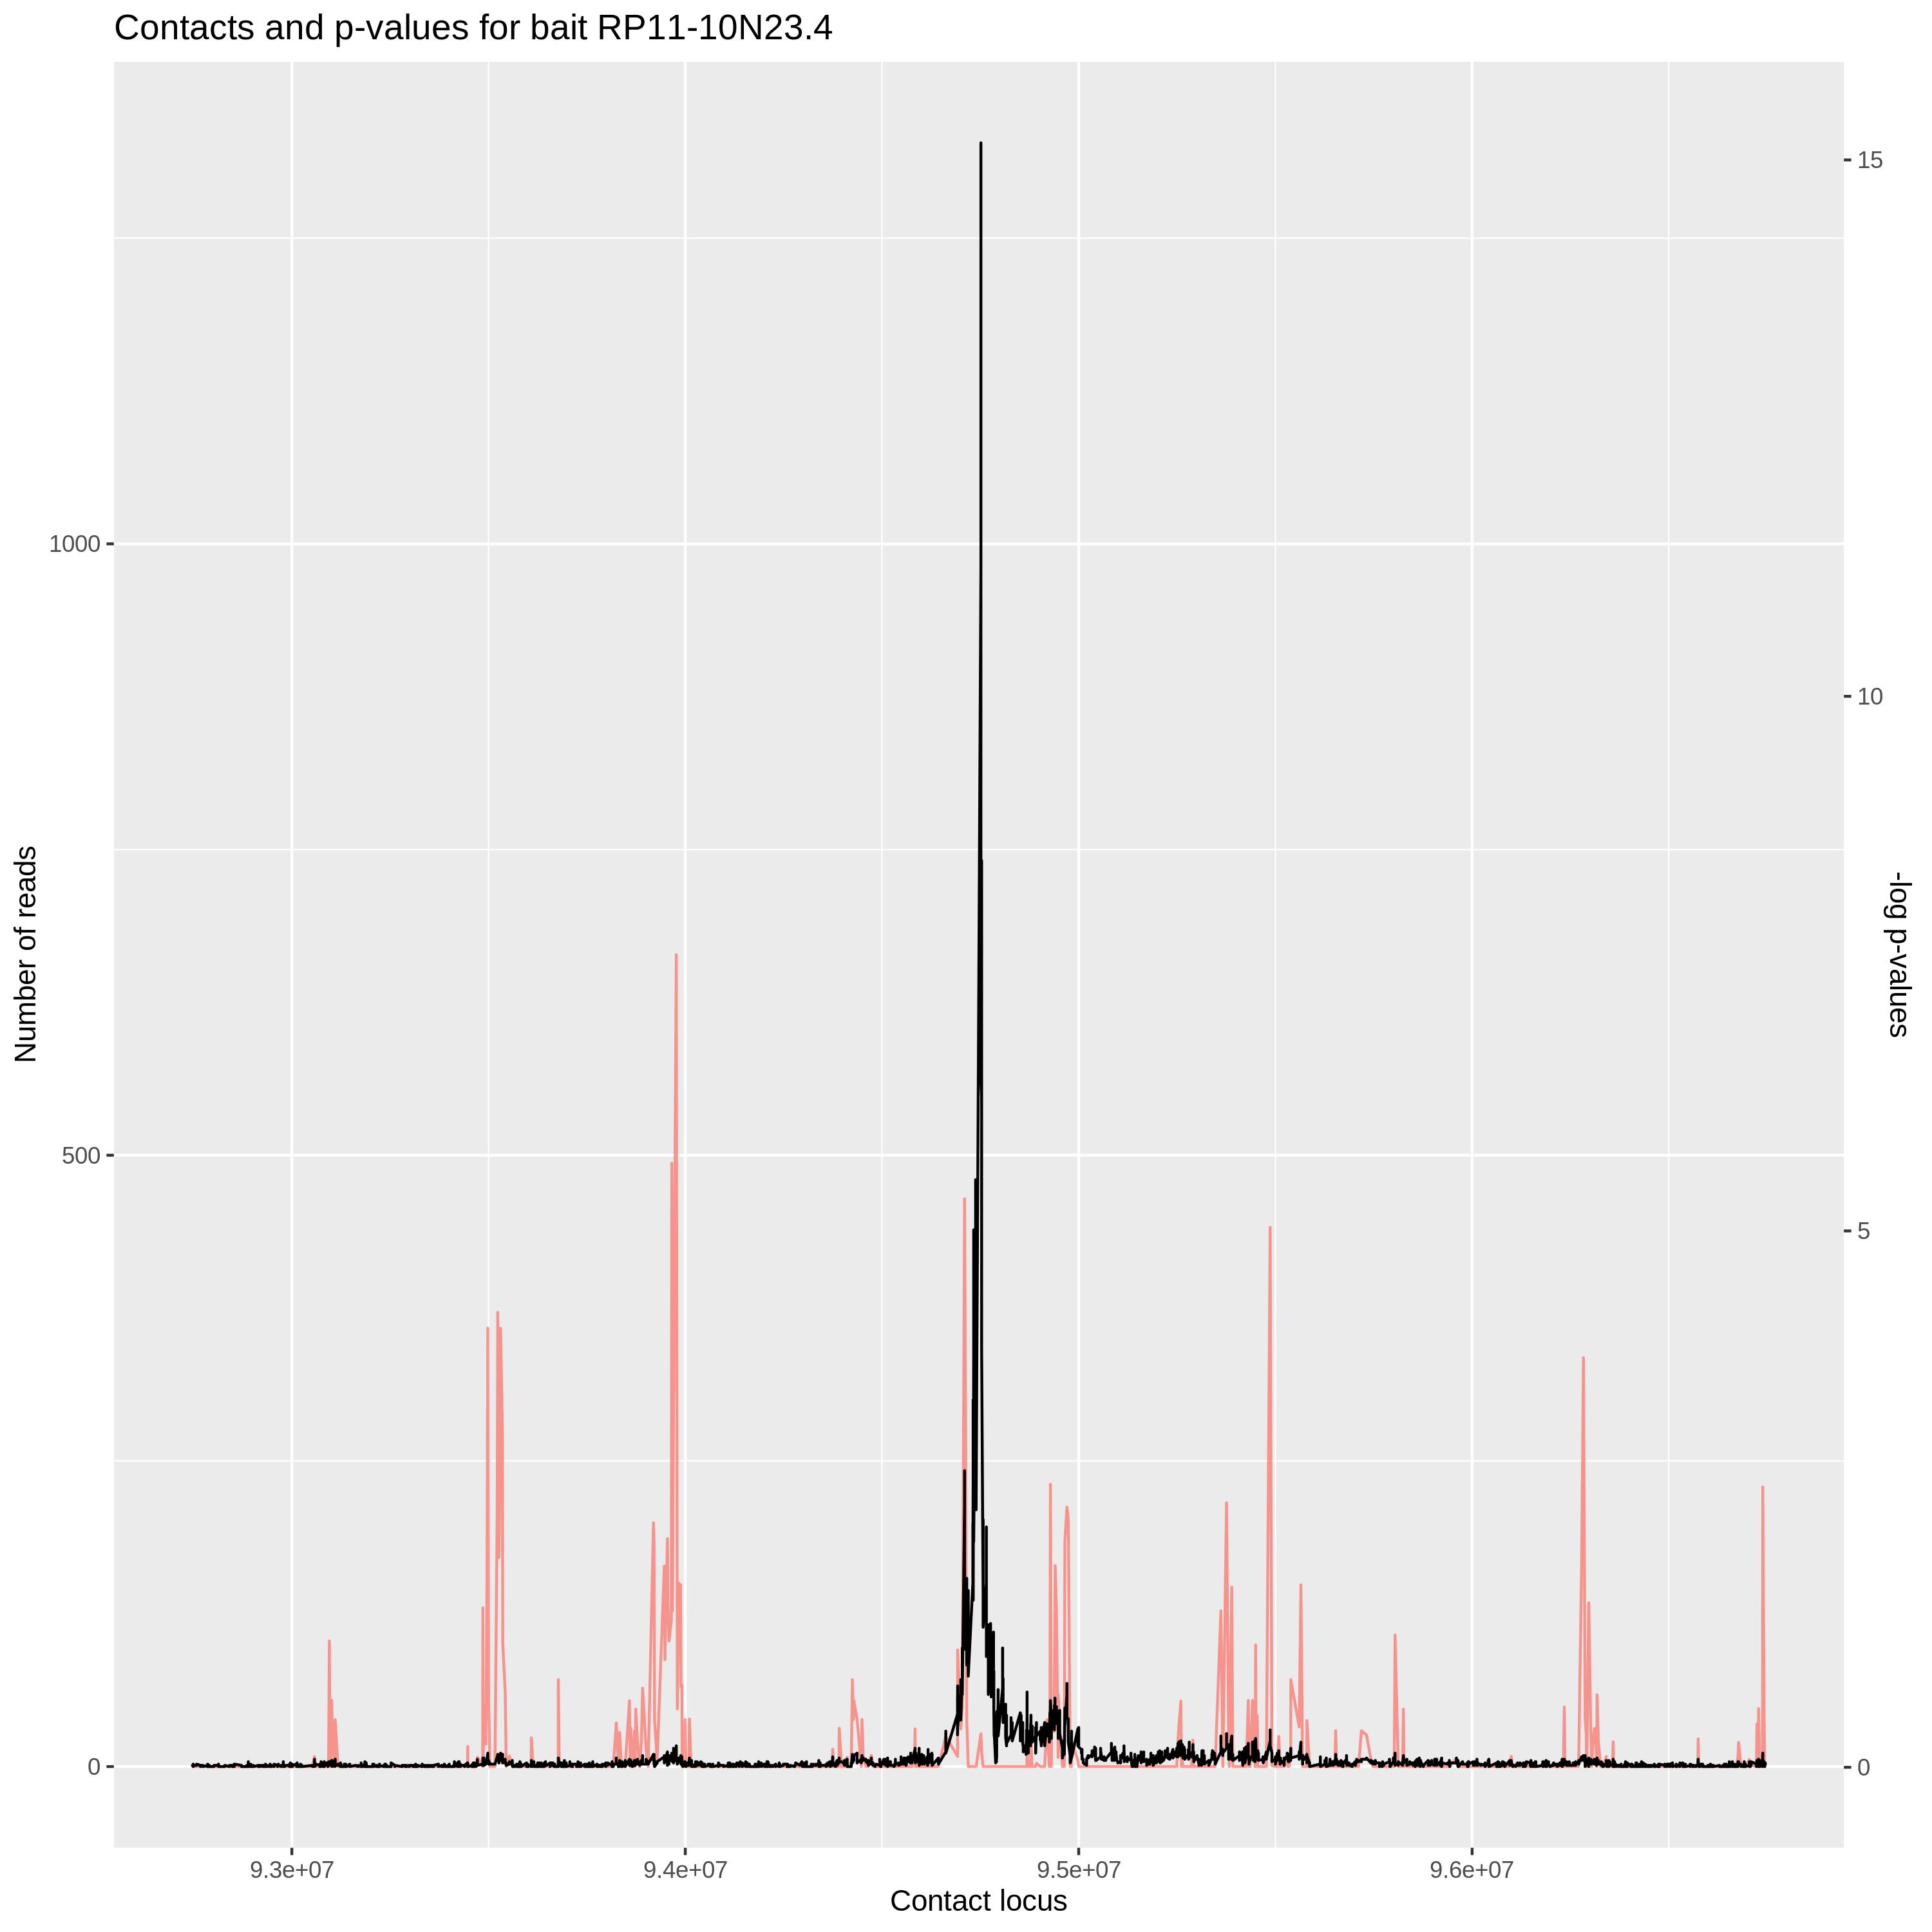 Contacts and p-values for bait RP11-10N23.4
Number of reads
1000
500
0
15
10
5
0
-log p-values
9.3e+07
9.4e+07
9.5e+07
9.6e+07
Contact locus